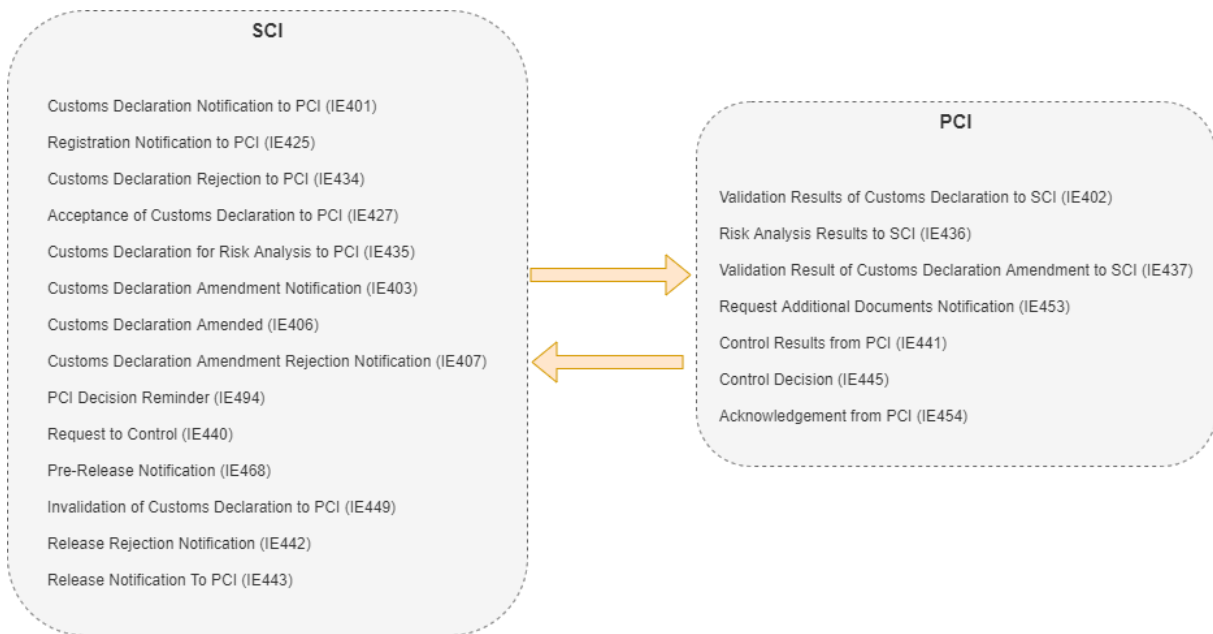 SCI
Customs Declaration Notification to PCI (IE401)
Registration Notification to PCI (IE425)
Customs Declaration Rejection to PCI (IE434)
Acceptance of Customs Declaration to PCI (IE427)
Customs Declaration for Risk Analysis to PCI (IE435)
Customs Declaration Amendment Notification (IE403)
Customs Declaration Amended (IE406)
Customs Declaration Amendment Rejection Notification (IE407)
PCI Decision Reminder (IE494)
Request to Control (IE440)
Pre-Release Notification (IE468)
Invalidation of Customs Declaration to PCI (IE449)
Release Rejection Notification (IE442)
Release Notification To PCI (IE443)
PCI
Validation Results of Customs Declaration to SCI (IE402)
Risk Analysis Results to SCI (IE436)
Validation Result of Customs Declaration Amendment to SCI (IE437)
Request Additional Documents Notification (IE453)
Control Results from PCI (IE441)
Control Decision (IE445)
Acknowledgement from PCI (IE454)